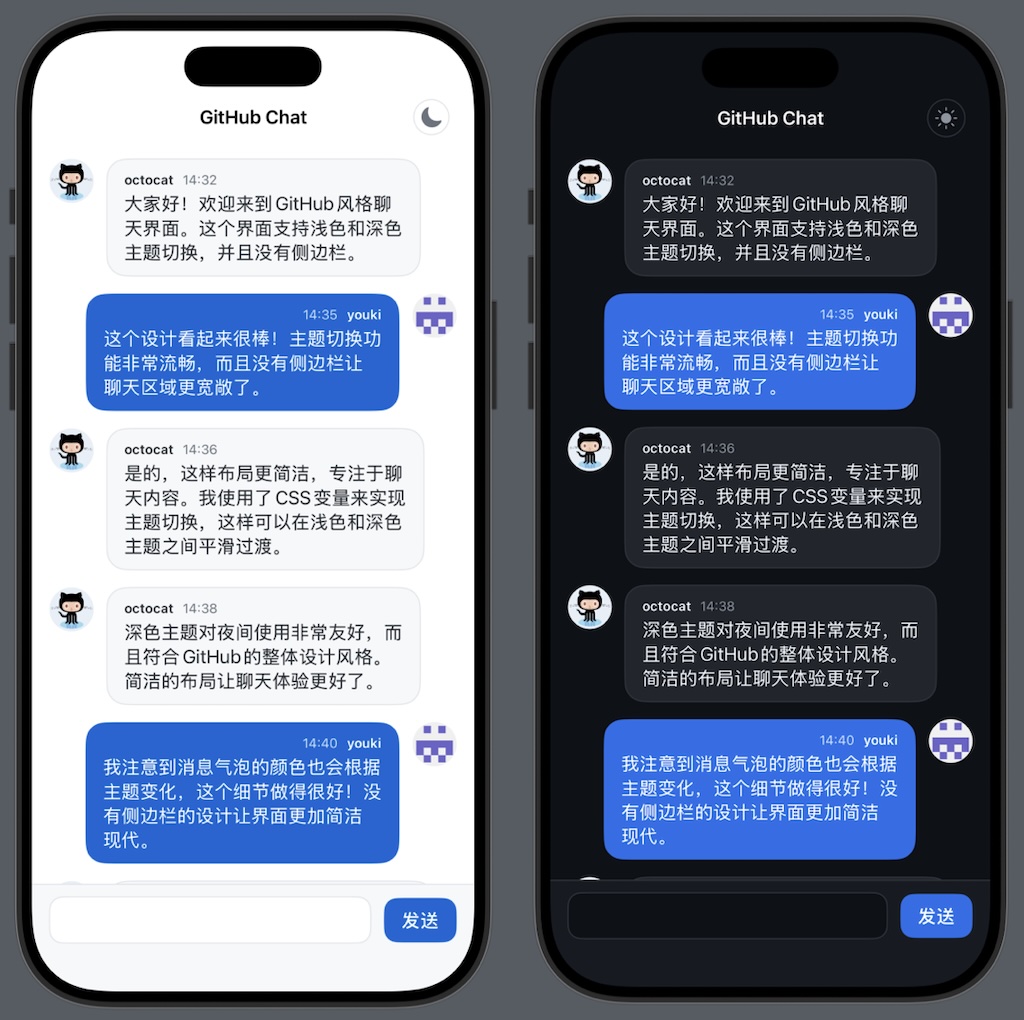 GitHub Chat
octocat 14:32
大家好！欢迎来到 GitHub 风格聊
天界面。这个界面支持浅色和深色
主题切换，并且没有侧边栏。
14:35 youki
这个设计看起来很棒！主题切换功
能非常流畅，而且没有侧边栏让
聊天区域更宽敞了。
octocat 14:36
是的，这样布局更简洁，专注于聊
天内容。我使用了 CSS 变量来实现
主题切换，这样可以在浅色和深色
主题之间平滑过渡。
octocat 14:38
深色主题对夜间使用非常友好，而
且符合 GitHub 的整体设计风格。
简洁的布局让聊天体验更好了。
14:40 youki
我注意到消息气泡的颜色也会根据
主题变化，这个细节做得很好！没
有侧边栏的设计让界面更加简洁
现代。
发送
GitHub Chat
octocat 14:32
大家好！欢迎来到 GitHub 风格聊
天界面。这个界面支持浅色和深色
主题切换，并且没有侧边栏。
14:35 youki
这个设计看起来很棒！主题切换功
能非常流畅，而且没有侧边栏让
聊天区域更宽敞了。
octocat 14:36
是的，这样布局更简洁，专注于聊
天内容。我使用了 CSS 变量来实现
主题切换，这样可以在浅色和深色
主题之间平滑过渡。
octocat 14:38
深色主题对夜间使用非常友好，而
且符合 GitHub 的整体设计风格。
简洁的布局让聊天体验更好了。
14:40 youki
我注意到消息气泡的颜色也会根据
主题变化，这个细节做得很好！没
有侧边栏的设计让界面更加简洁
现代。
发送